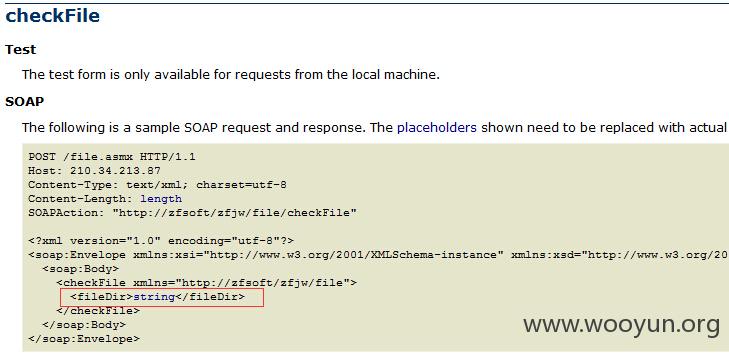 checkFile
Test
The test form is only available for requests from the local machine.
SOAP
The following is a sample SOAP request and response. The placeholders shown need to be replaced with actual
POST /file.asmx HTTP/1.1
Host: 210.34.213.87
Content-Type: text/xml; charset=utf-8
Content-Length: length
SOAPAction: "http://zfsoft/zfjw/file/checkFile"
<?xml version="1.0" encoding="utf-8"?>
<soap:Envelope xmlns:xsi="http://www.w3.org/2001/XMLSchema-instance" xmlns:xsd="http://www.w3.org/20
<soap:Body>
<checkFile xmlns="http://zfsoft/zfjw/file">
<fileDir>string</fileDir>
</checkFile>
</soap:Body>
</soap:Envelope>
www.wooyun.org